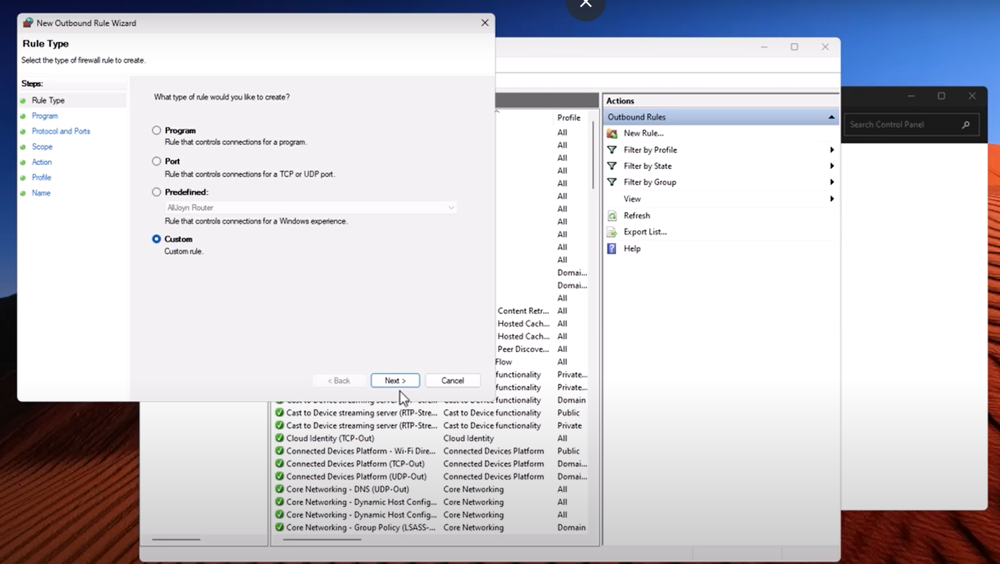 New Outbound Rule Wizard
Rule Type
Select the type of firewall rule to create.
Steps:
Rule Type
Program
Protocol and Ports
Scope
Action
Profile
Name
What type of rule would you like to create?
Program
Rule that controls connections for a program.
Port
Rule that controls connections for a TCP or UDP port.
Predefined:
AllJoyn Router
Rule that controls connections for a Windows experience.
Custom
Custom rule.
< Back
Next >
Cancel
Profile
All
All
All
All
All
All
All
All
All
All
All
Domai...
Domai...
All
Content Retr... All
Hosted Cach... All
Hosted Cach... All
Peer Discove... All
Flow All
functionality Private...
functionality Private...
functionality Domain
Cast to Device streaming server (RTP-Stre... Cast to Device functionality Public
Cast to Device streaming server (RTP-Stre... Cast to Device functionality Private
Cloud Identity (TCP-Out) Cloud Identity All
Connected Devices Platform - Wi-Fi Dire... Connected Devices Platform Public
Connected Devices Platform (TCP-Out) Connected Devices Platform Domai...
Connected Devices Platform (UDP-Out) Connected Devices Platform Domai...
Core Networking - DNS (UDP-Out) Core Networking All
Core Networking - Dynamic Host Config... Core Networking All
Core Networking - Dynamic Host Config... Core Networking All
Core Networking - Group Policy (LSASS-... Core Networking Domain
Actions
Outbound Rules
New Rule...
Filter by Profile
Filter by State
Filter by Group
View
Refresh
Export List...
Help
Search Control Panel